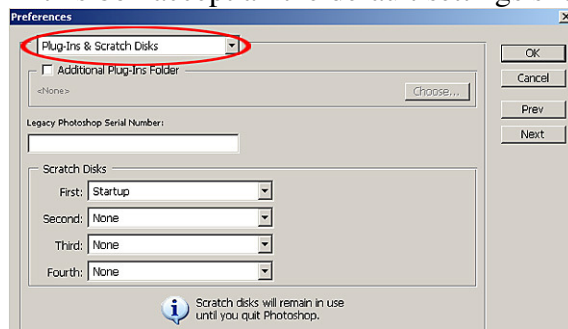 Preferences
Plug-Ins & Scratch Disks
OK
Additional Plug-Ins Folder
Cancel
<None>
Choose...
Prev
Legacy Photoshop Serial Number:
Next
Scratch Disks
First: Startup
Second: None
Third: None
Fourth: None
Scratch disks will remain in use
until you quit Photoshop.